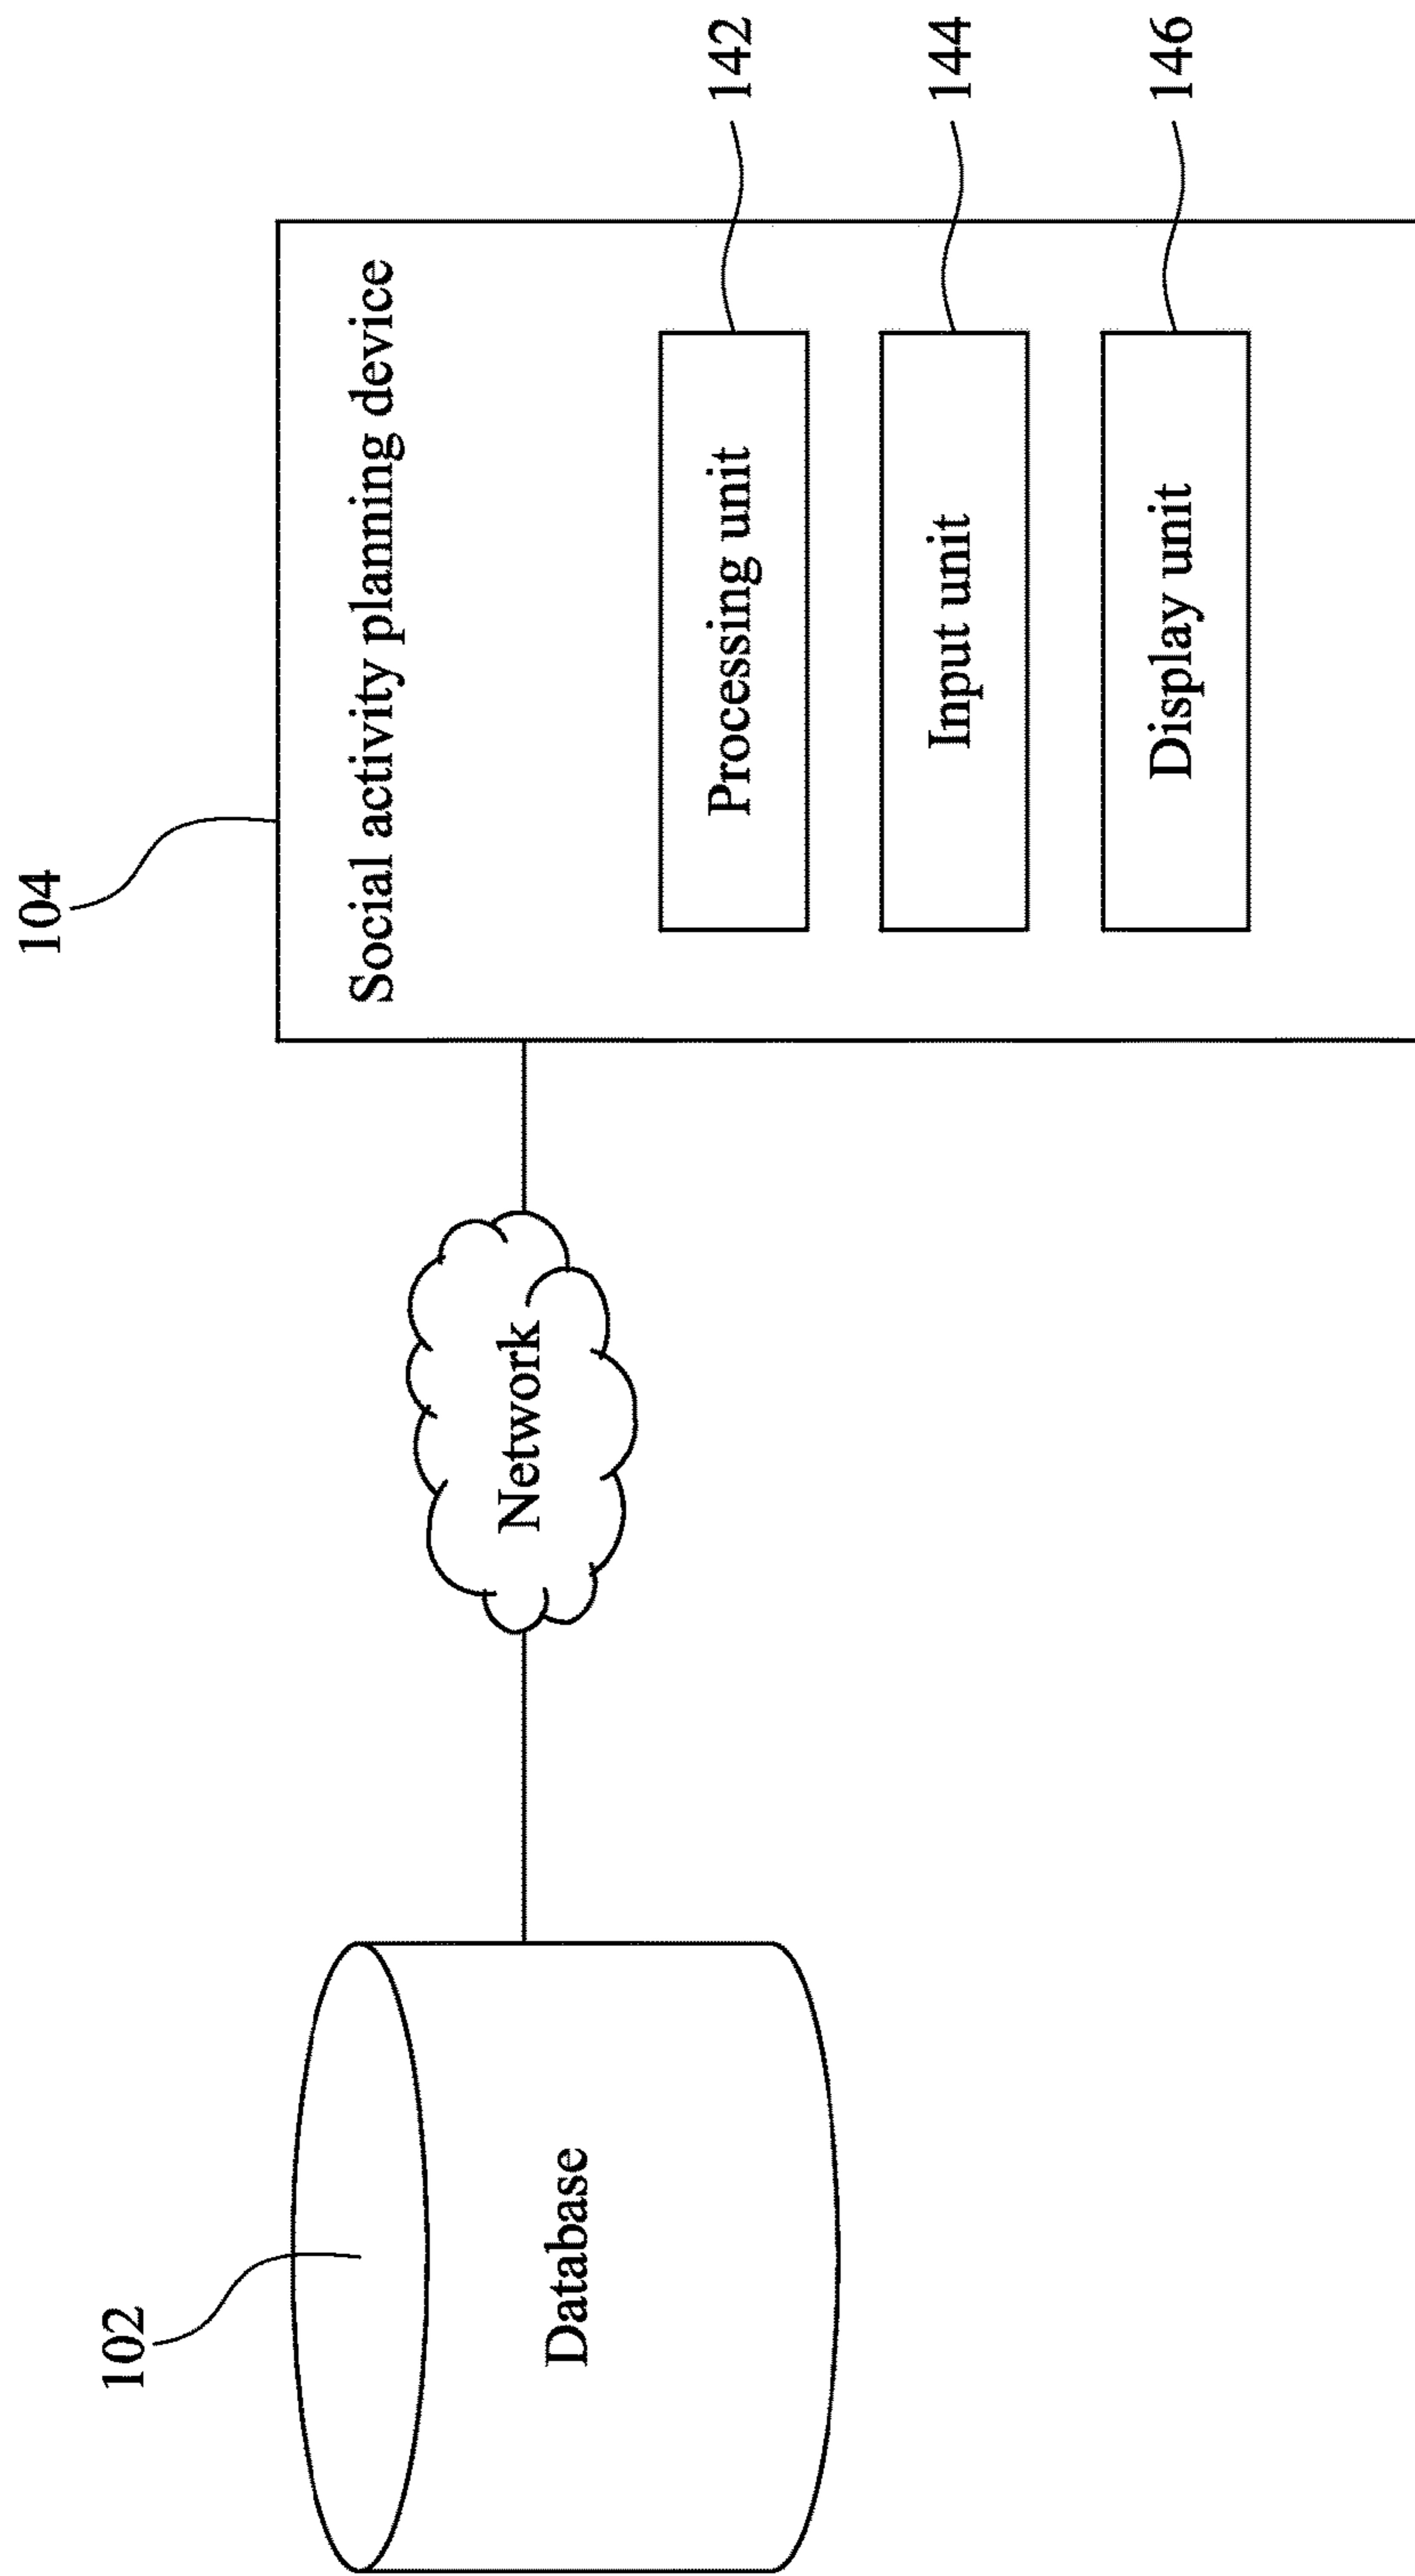 104
Social activity planning device
102
Database
Network
Processing unit
142
Input unit
144
Display unit
146